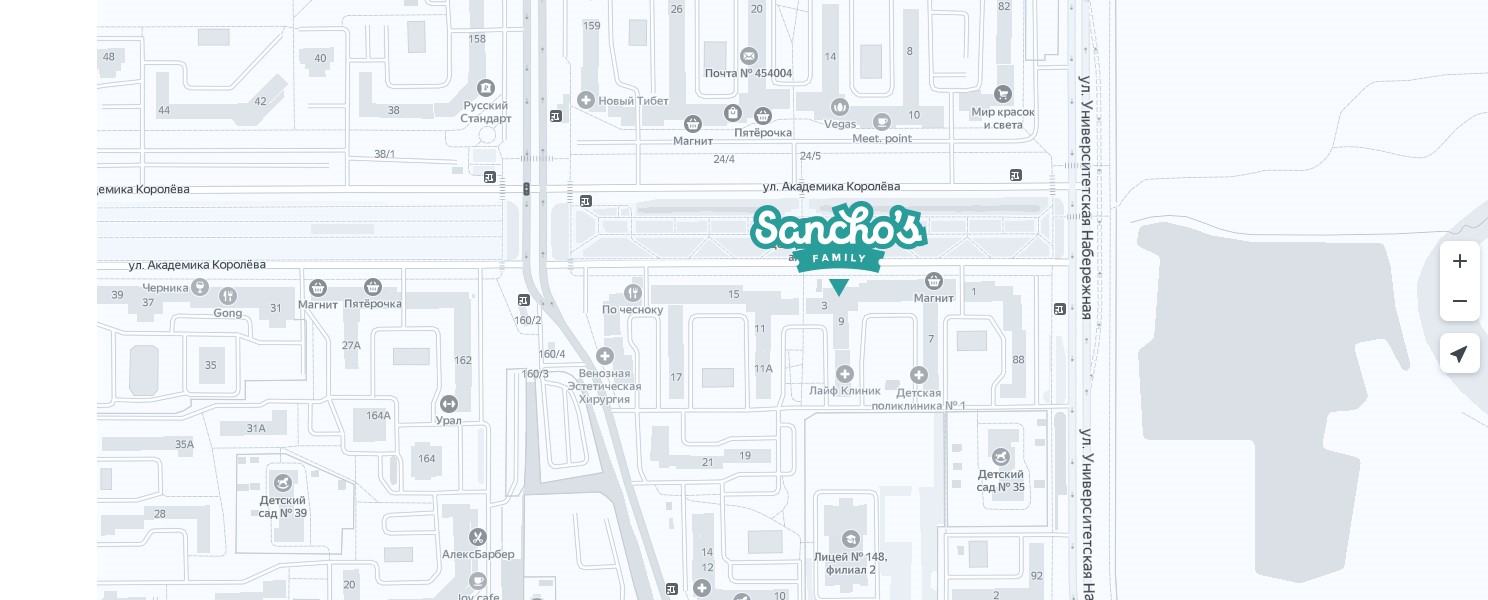 48
40
44
42
38
158
Русский
Стандарт
38/1
159
26
20
14
8
82
Почта № 454004
Новый Тибет
Магнит
Пятёрочка
Vegas
10
Meet. point
Мир красок
и света
24/4
24/5
емика Королёва
ул. Академика Королёва
ул. Университетская Набережная
Sancho's
FAMILY
ул. Академика Королёва
39
37
Черника
Gong
31
Магнит
Пятёрочка
160/2
По чесноку
15
3
9
Магнит
1
11
7
88
27А
35
162
160/4
160/3
Венозная
Эстетическая
Хирургия
17
11А
Лайф Клиник
Детская
поликлиника № 1
164А
Урал
31А
35А
164
21
19
ул. Университетская На
Детский
сад № 39
Детский
сад № 35
28
АлексБарбер
14
12
Лицей № 148,
филиал 2
20
Joy cafe
10
2
92